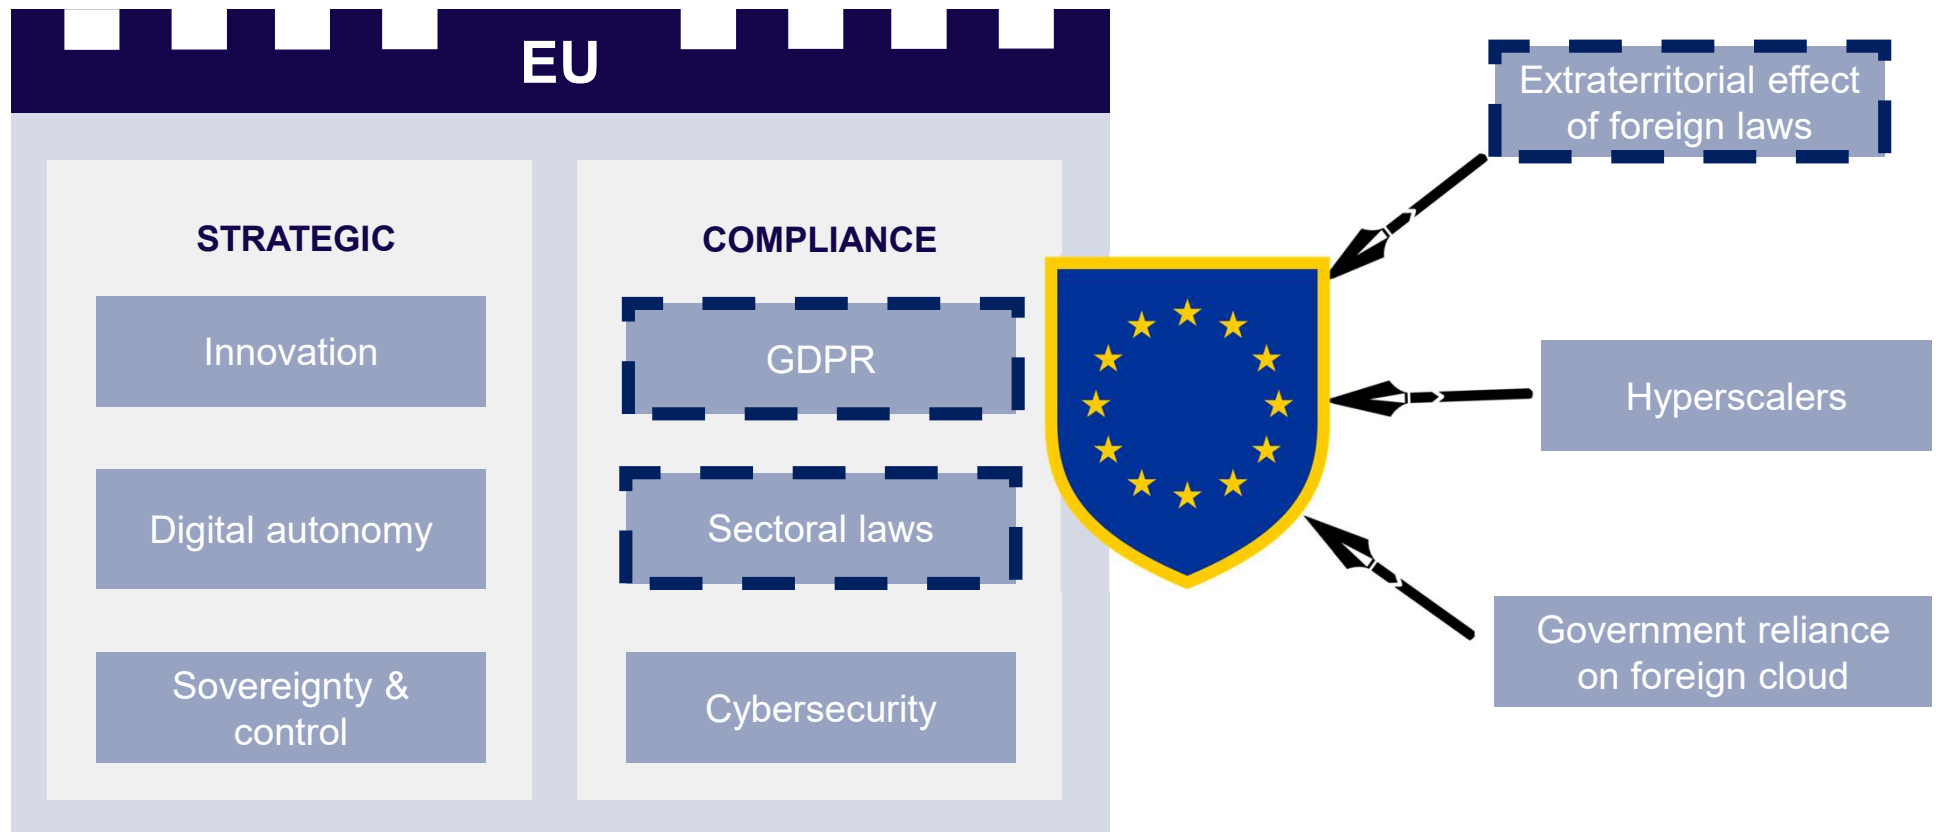 EU
STRATEGIC
Innovation
Digital autonomy
Sovereignty &
control
COMPLIANCE
GDPR
Sectoral laws
Cybersecurity
Extraterritorial effect
of foreign laws
Hyperscalers
Government reliance
on foreign cloud